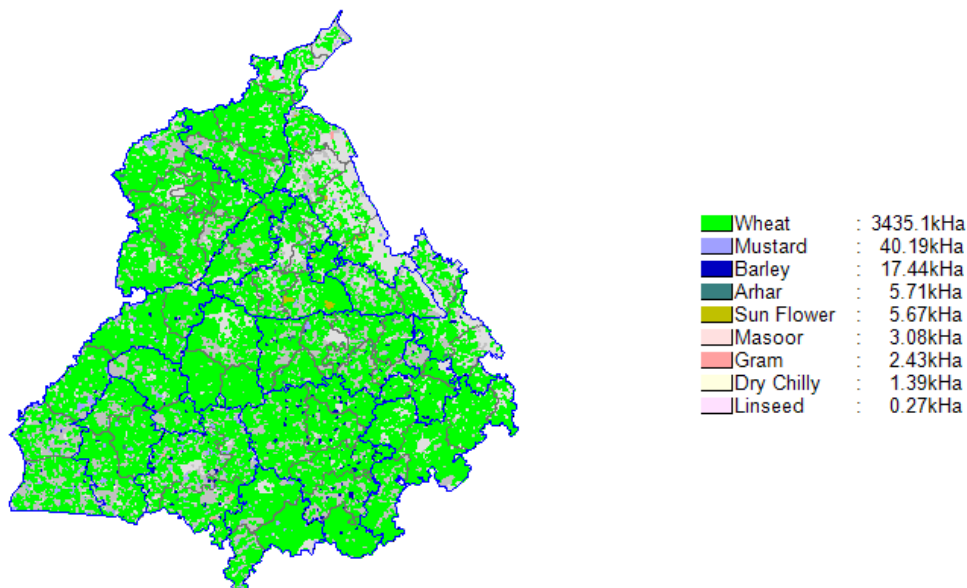 Wheat : 3435.1kHa
Mustard : 40.19kHa
Barley : 17.44kHa
Arhar : 5.71kHa
Sun Flower : 5.67kHa
Masoor : 3.08kHa
Gram : 2.43kHa
Dry Chilly : 1.39kHa
Linseed : 0.27kHa